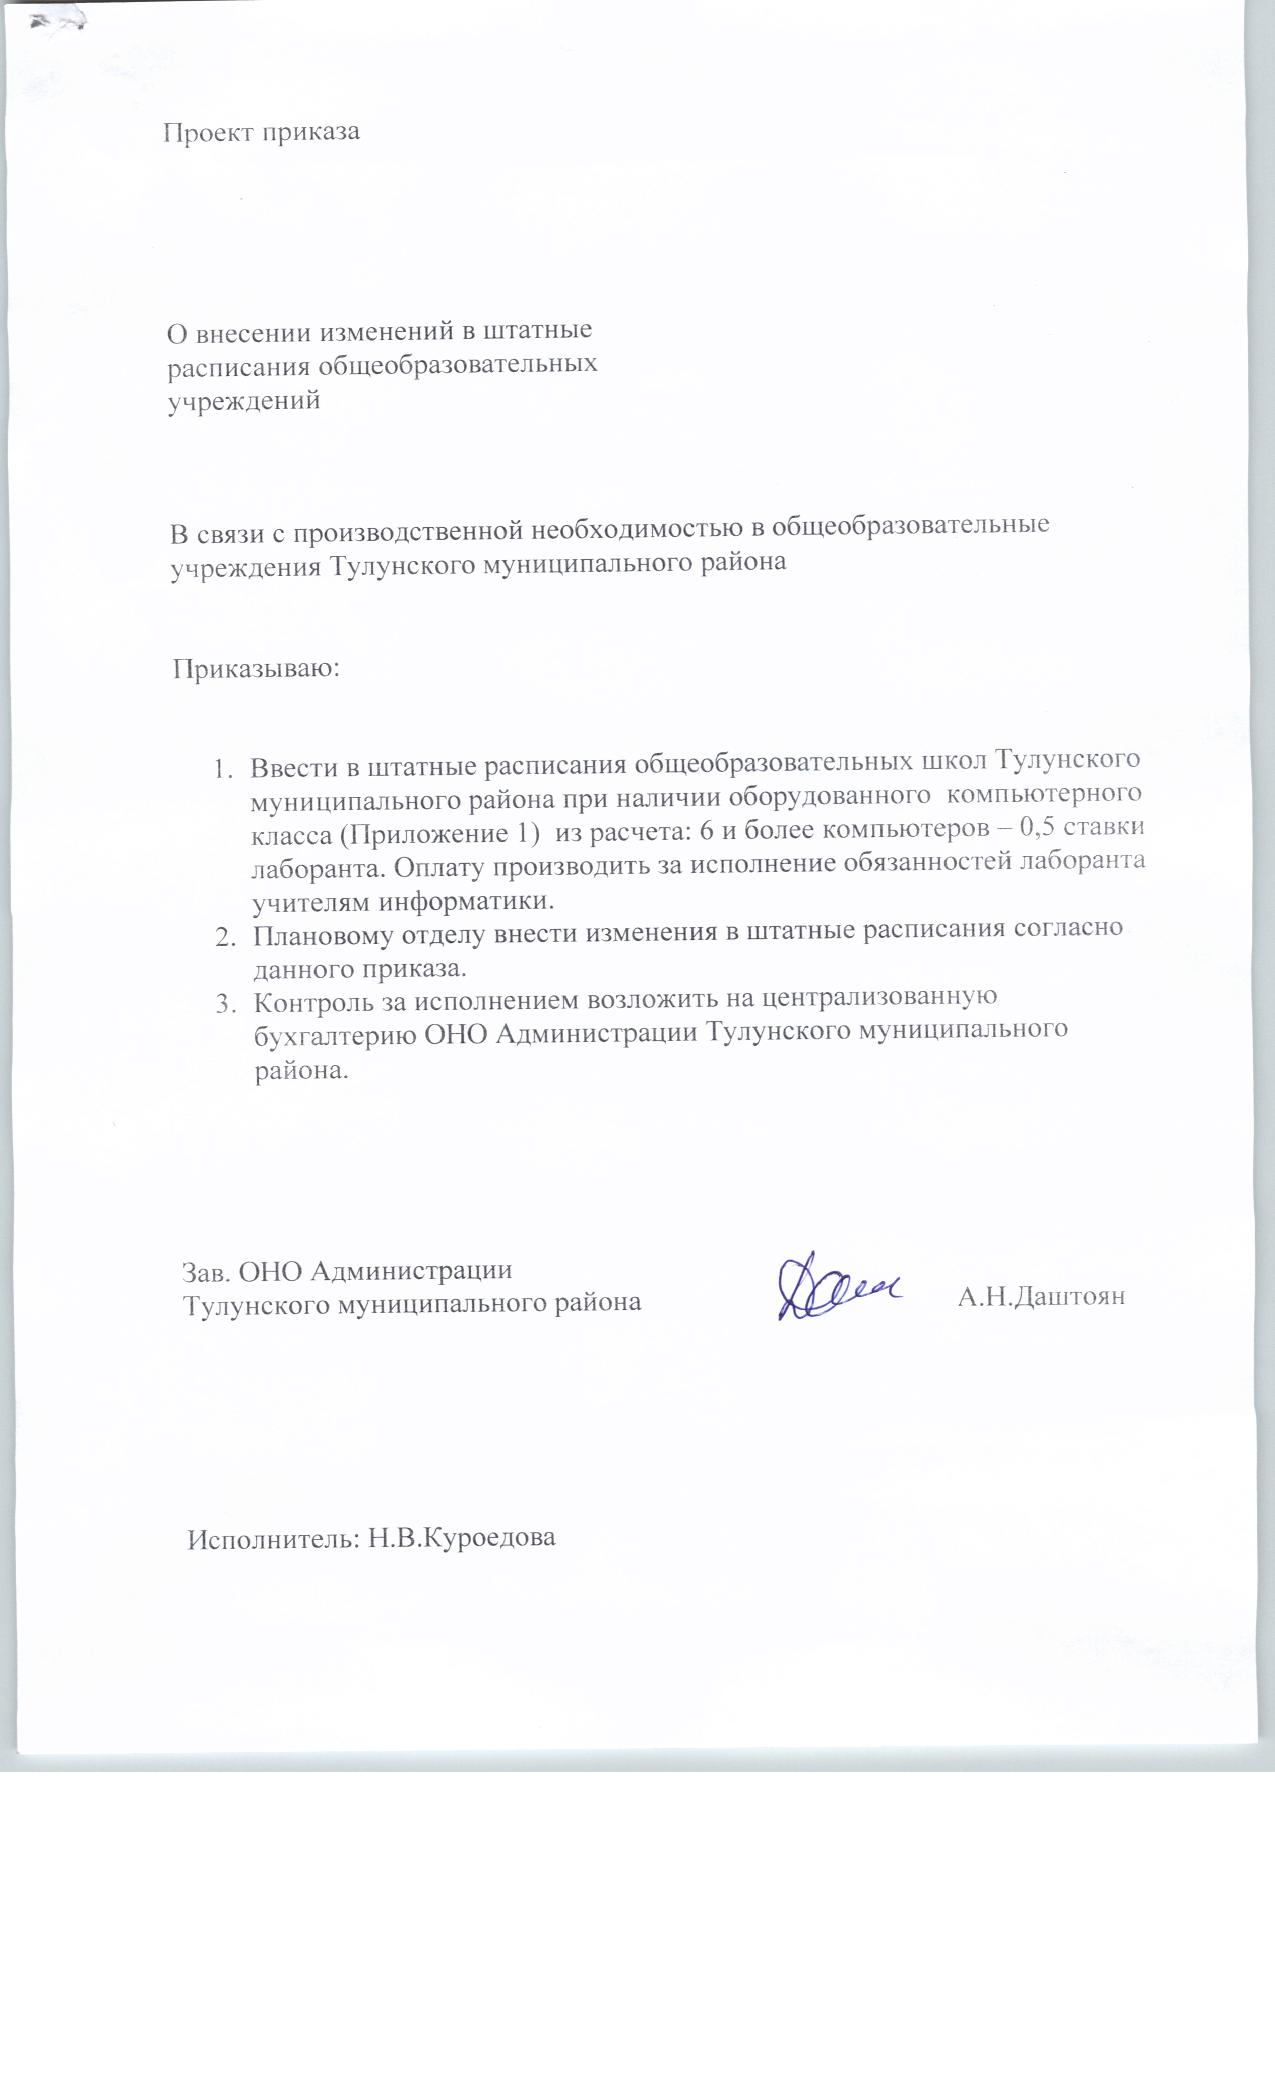 Проект приказа
О внесении изменений в штатные
расписания общеобразовательных
учреждений
В связи с производственной необходимостью в общеобразовательные
учреждения Тулунского муниципального района
Приказываю:
1. Ввести в штатные расписания общеобразовательных школ Тулунского
муниципального района при наличии оборудованного компьютерного
класса (Приложение 1) из расчета: 6 и более компьютеров – 0,5 ставки
лаборанта. Оплату производить за исполнение обязанностей лаборанта
учителям информатики.
2. Плановому отделу внести изменения в штатные расписания согласно
данного приказа.
3. Контроль за исполнением возложить на централизованную
бухгалтерию ОНО Администрации Тулунского муниципального
района.
Зав. ОНО Администрации
Тулунского муниципального района А.Н.Даштоян
Исполнитель: Н.В.Куроедова